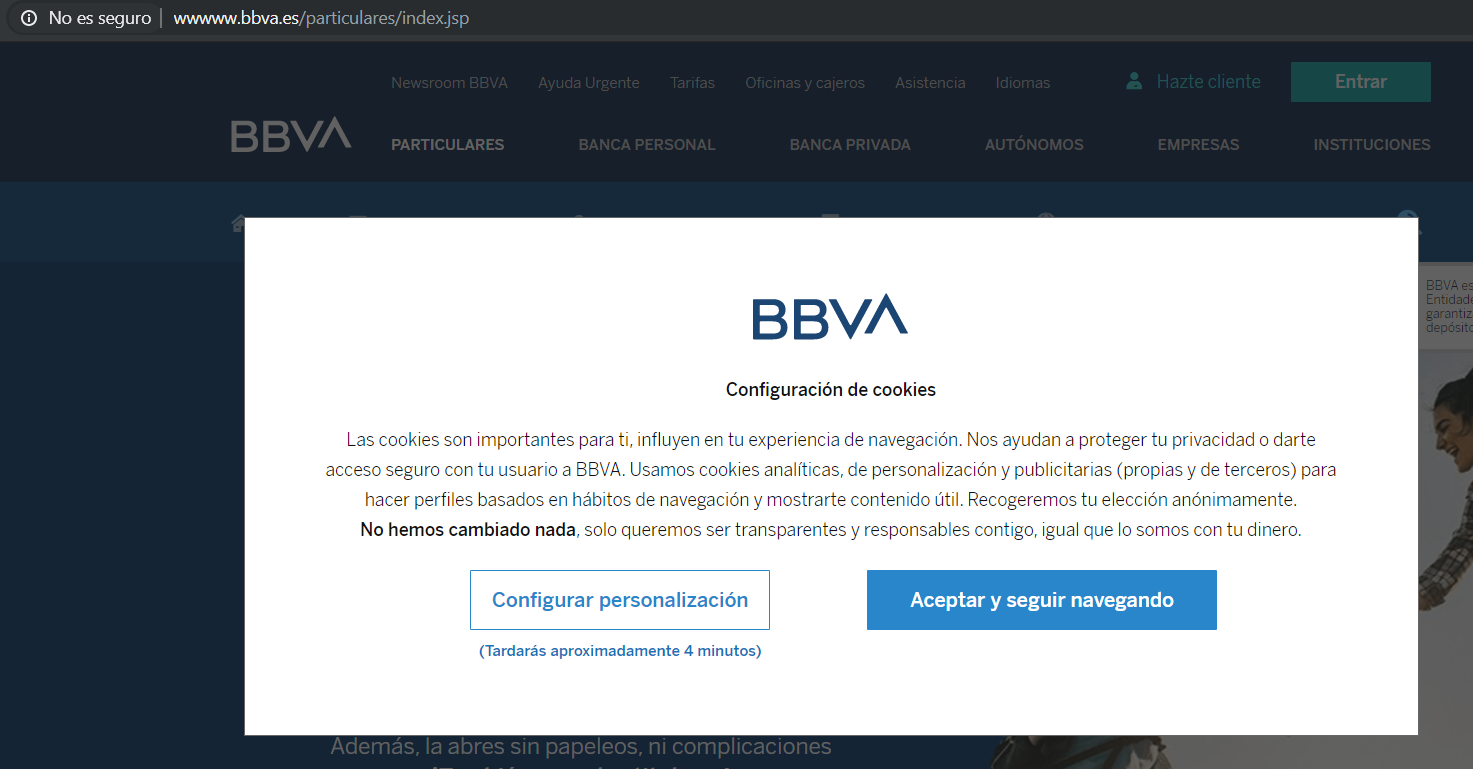 No es seguro | wwwww.bbva.es/particulares/index.jsp
Newsroom BBVA Ayuda Urgente Tarifas Oficinas y cajeros Asistencia Idiomas Hazte cliente Entrar
BBVA PARTICULARES BANCA PERSONAL BANCA PRIVADA AUTÓNOMOS EMPRESAS INSTITUCIONES
BBVA es
Entidade
garantiz
depósito
BBVA
Configuración de cookies
Las cookies son importantes para ti, influyen en tu experiencia de navegación. Nos ayudan a proteger tu privacidad o darte
acceso seguro con tu usuario a BBVA. Usamos cookies analíticas, de personalización y publicitarias (propias y de terceros) para
hacer perfiles basados en hábitos de navegación y mostrarte contenido útil. Recogeremos tu elección anónimamente.
No hemos cambiado nada, solo queremos ser transparentes y responsables contigo, igual que lo somos con tu dinero.
Configurar personalización
(Tardarás aproximadamente 4 minutos)
Aceptar y seguir navegando
Además, la abres sin papeleos, ni complicaciones